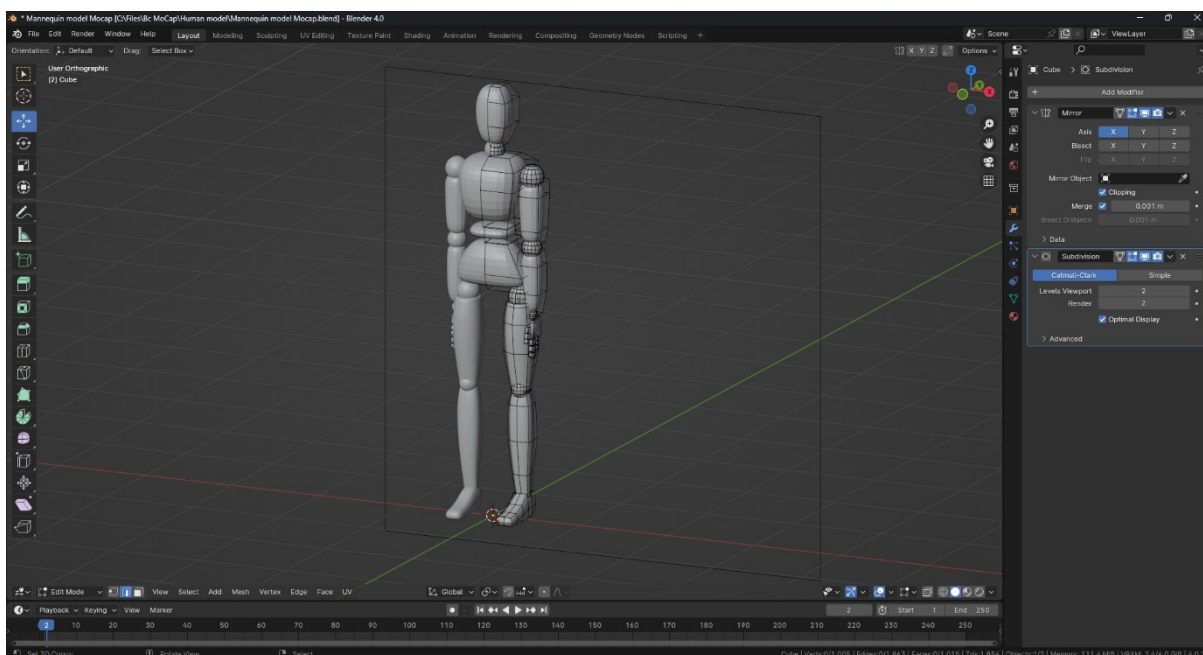 * Mannequin model Mocap [C:\Files\Bc MoCap\Human model\Mannequin model Mocap.blend] - Blender 4.0
File Edit Render Window Help Layout Modeling Sculpting UV Editing Texture Paint Shading Animation Rendering Compositing Geometry Nodes Scripting + Scene ViewLayer
Orientation: Default Drag: Select Box X Y Z Options
User Orthographic
(2) Cube
Z
Y
X
Cube > Subdivision
+ Add Modifier
Mirror
Axis X Y Z
Bisect X Y Z
Flip X Y Z
Mirror Object
Clipping
Merge 0.001 m
Bisect Distance 0.001 m
> Data
Subdivision
Catmull-Clark Simple
Levels Viewport 2
Render 2
Optimal Display
> Advanced
Edit Mode View Select Add Mesh Vertex Edge Face UV Global
Playback Keying View Marker 2 Start 1 End 250
2 10 20 30 40 50 60 70 80 90 100 110 120 130 140 150 160 170 180 190 200 210 220 230 240 250
Set 3D Cursor Rotate View Select